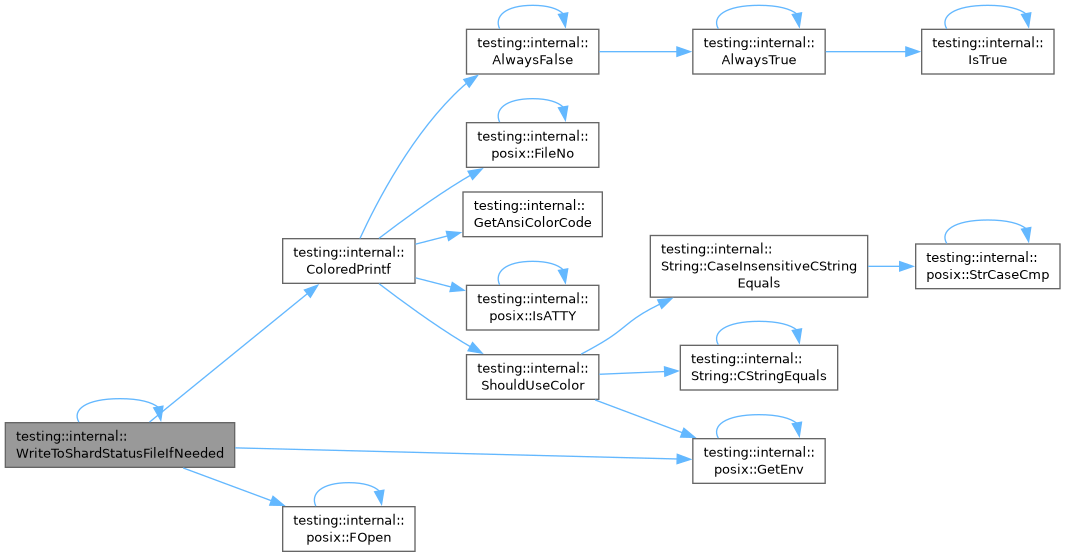 testing::internal::
AlwaysFalse
testing::internal::
AlwaysTrue
testing::internal::
IsTrue
testing::internal::
posix::FileNo
testing::internal::
GetAnsiColorCode
testing::internal::
ColoredPrintf
testing::internal::
String::CaseInsensitiveCString
Equals
testing::internal::
posix::StrCaseCmp
testing::internal::
posix::IsATTY
testing::internal::
ShouldUseColor
testing::internal::
String::CStringEquals
testing::internal::
WriteToShardStatusFileIfNeeded
testing::internal::
posix::GetEnv
testing::internal::
posix::FOpen